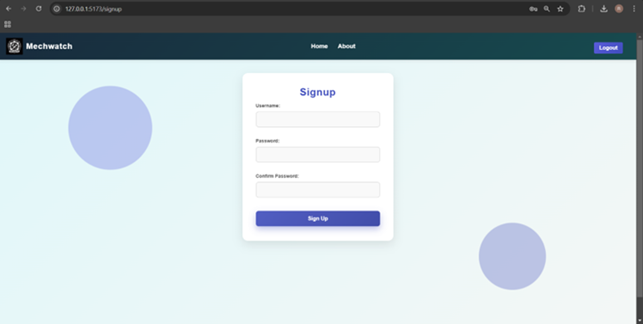 127.0.0.1:5173/signup
Mechwatch
Home About
Logout
Signup
Username:
Password:
Confirm Password:
Sign Up